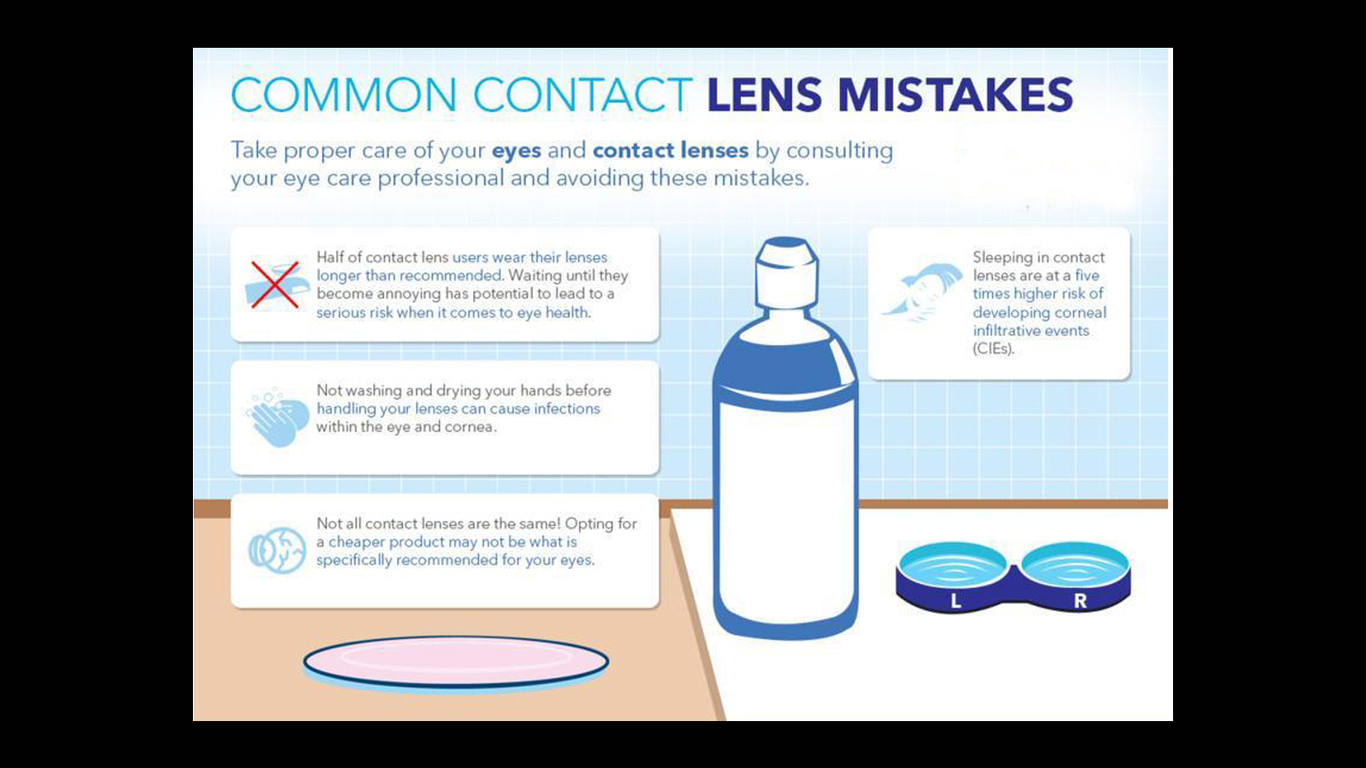 COMMON CONTACT LENS MISTAKES
Take proper care of your eyes and contact lenses by consulting
your eye care professional and avoiding these mistakes.
Half of contact lens users wear their lenses
longer than recommended. Waiting until they
become annoying has potential to lead to a
serious risk when it comes to eye health.
Not washing and drying your hands before
handling your lenses can cause infections
within the eye and cornea.
Not all contact lenses are the same! Opting for
a cheaper product may not be what is
specifically recommended for your eyes.
Sleeping in contact
lenses are at a five
times higher risk of
developing corneal
infiltrative events
(CIEs).
L R